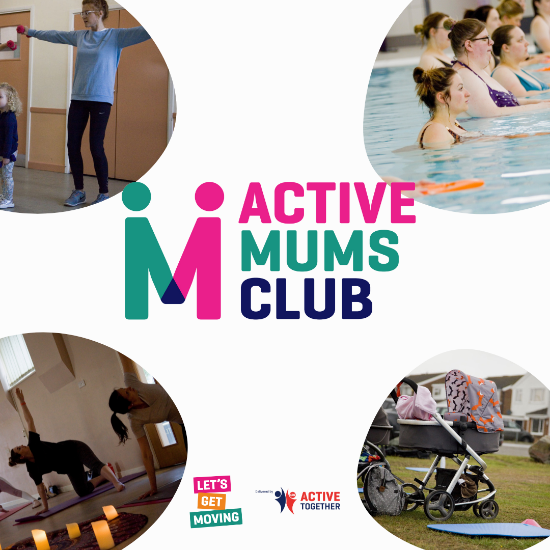 ACTIVE
MUMS
CLUB
LET'S
GET
MOVING
ACTIVE
TOGETHER